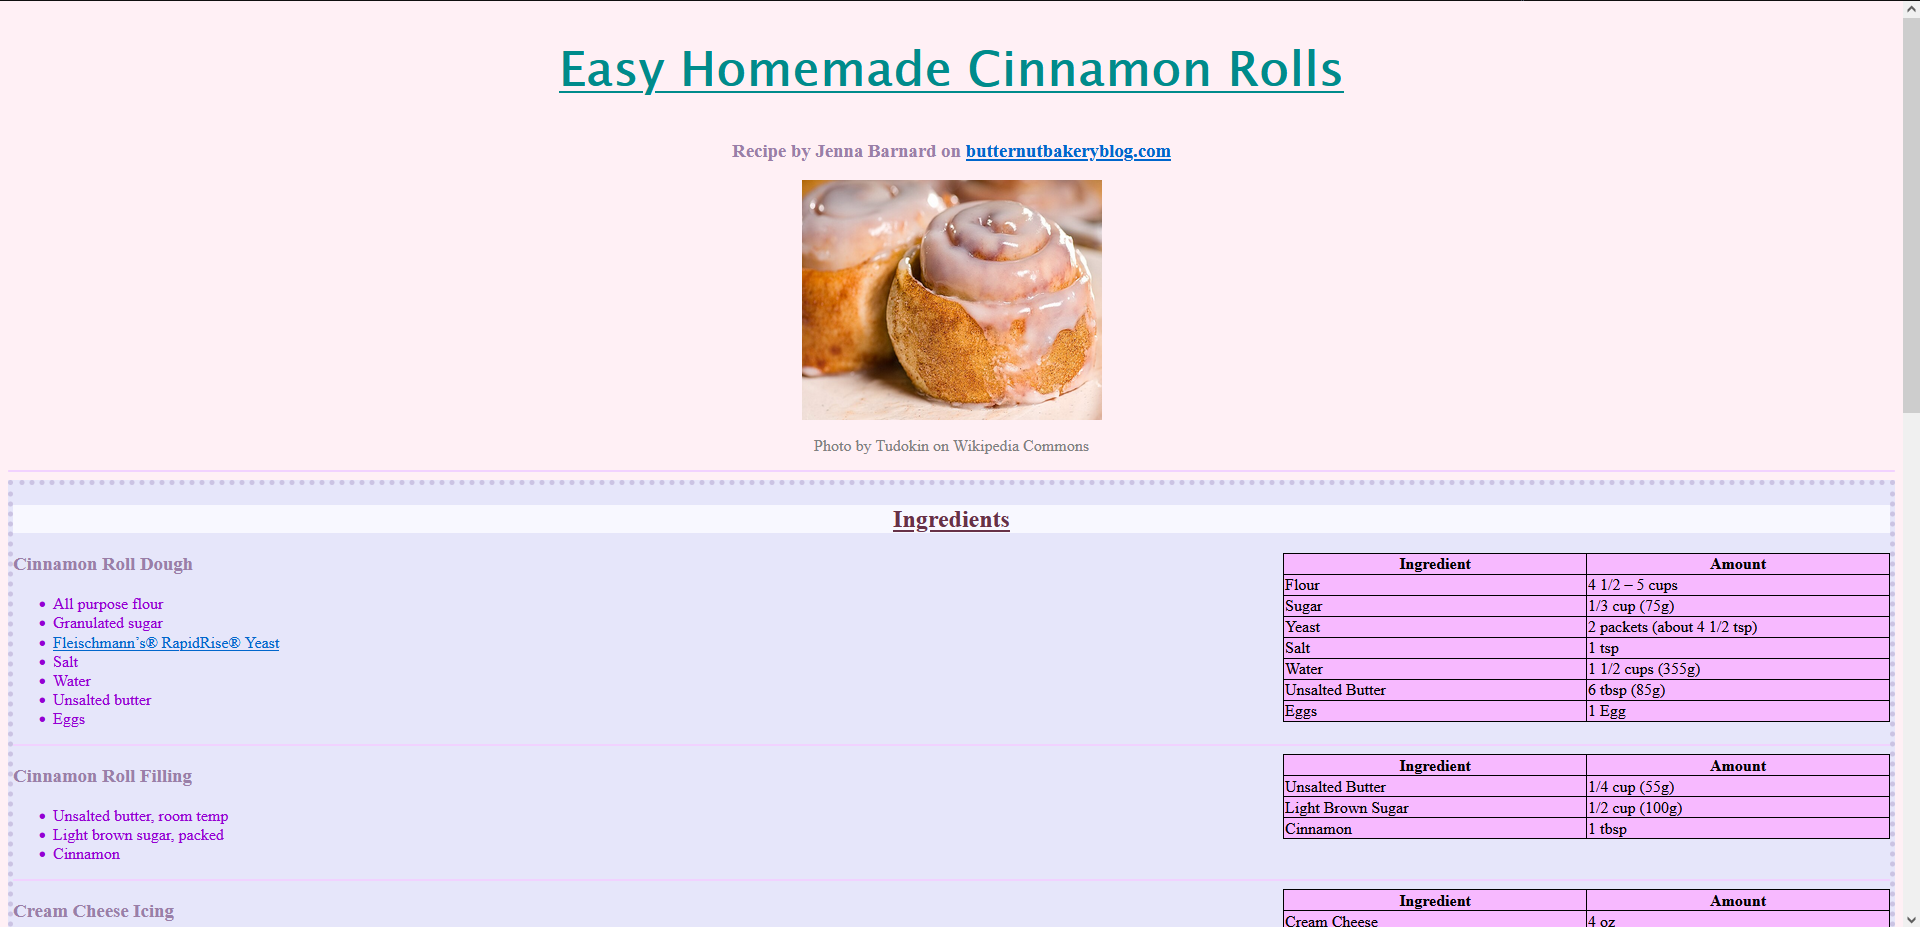 Easy Homemade Cinnamon Rolls
Recipe by Jenna Barnard on butternutbakeryblog.com
Photo by Tudokin on Wikipedia Commons
Ingredients
Cinnamon Roll Dough
All purpose flour
Granulated sugar
Fleischmann’s® RapidRise® Yeast
Salt
Water
Unsalted butter
Eggs
Ingredient Amount
Flour 4 1/2 – 5 cups
Sugar 1/3 cup (75g)
Yeast 2 packets (about 4 1/2 tsp)
Salt 1 tsp
Water 1 1/2 cups (355g)
Unsalted Butter 6 tbsp (85g)
Eggs 1 Egg
Cinnamon Roll Filling
Unsalted butter, room temp
Light brown sugar, packed
Cinnamon
Ingredient Amount
Unsalted Butter 1/4 cup (55g)
Light Brown Sugar 1/2 cup (100g)
Cinnamon 1 tbsp
Cream Cheese Icing
Ingredient Amount
Cream Cheese 4 oz